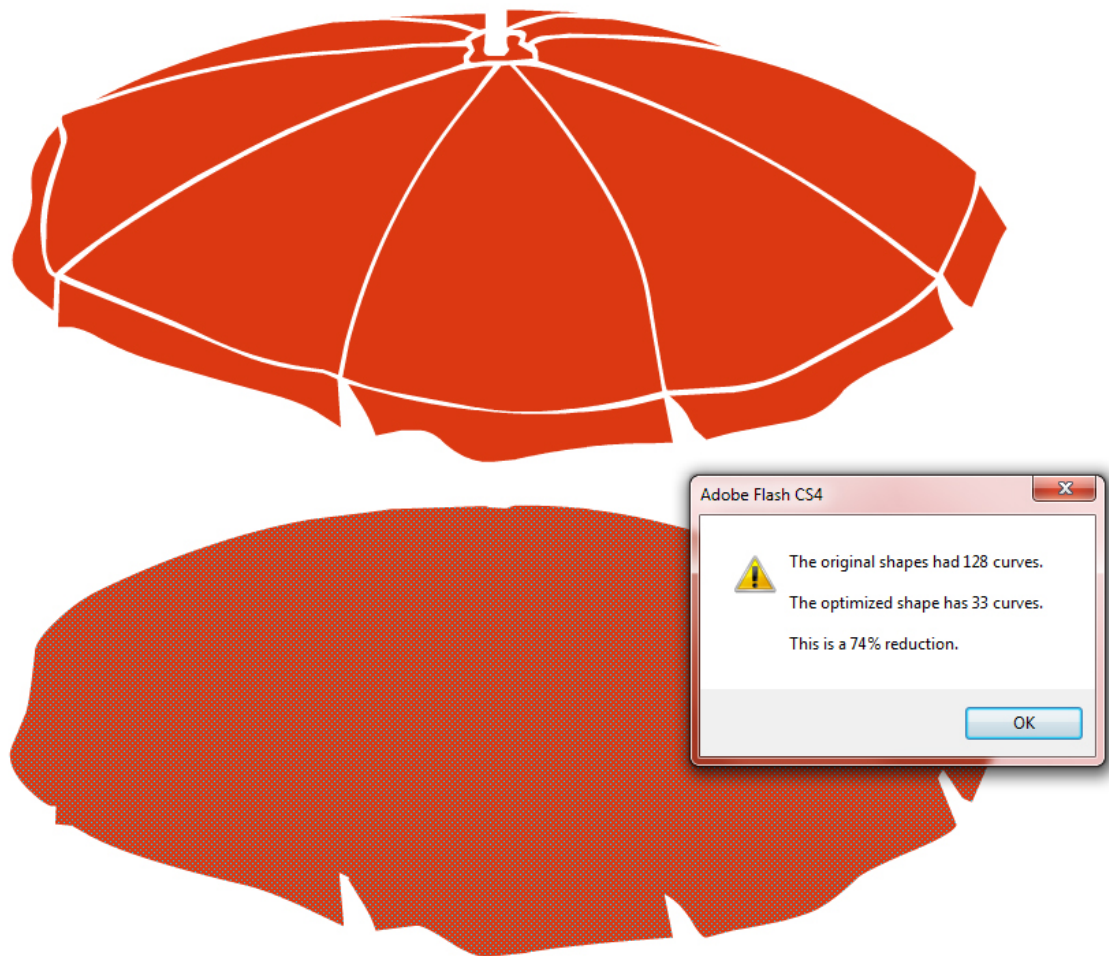 Adobe Flash CS4
The original shapes had 128 curves.
The optimized shape has 33 curves.
This is a 74% reduction.
OK